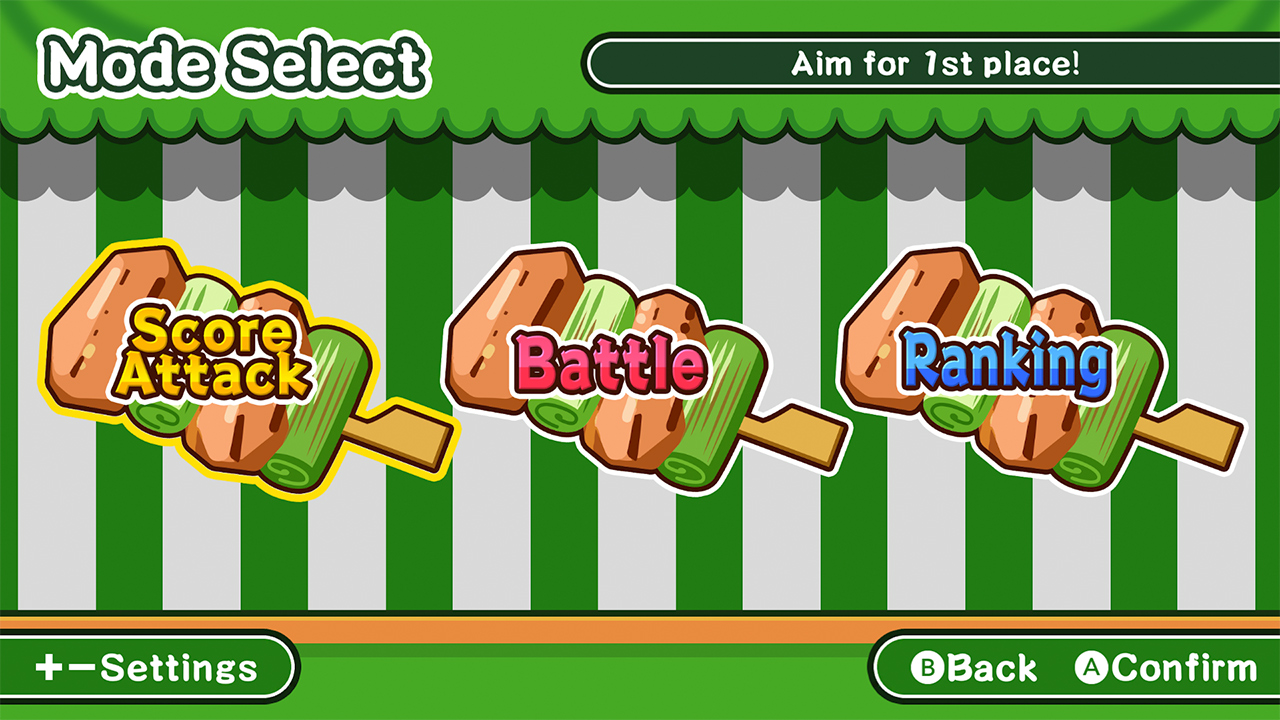 Mode Select
Aim for 1st place!
Score
Attack
Battle
Ranking
+−Settings
ⒷBack ⒶConfirm